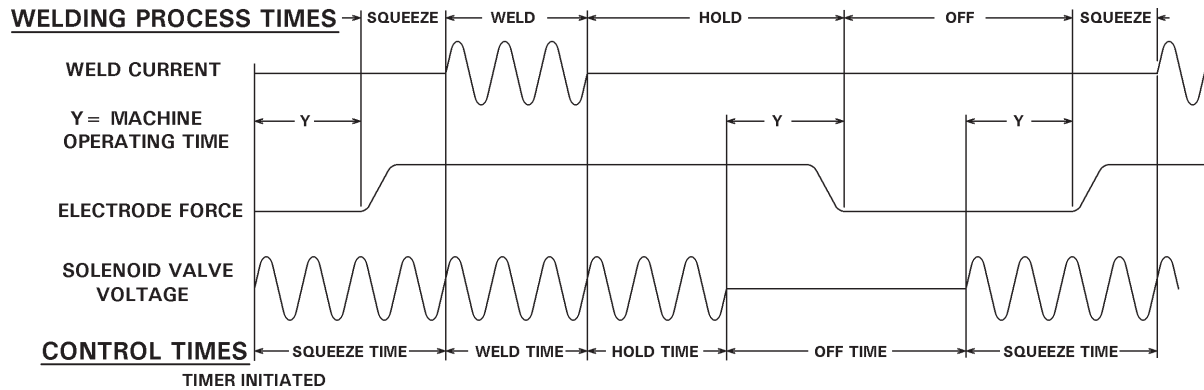 WELDING PROCESS TIMES SQUEEZE WELD HOLD OFF SQUEEZE
WELD CURRENT
Y = MACHINE
OPERATING TIME
Y Y Y
ELECTRODE FORCE
SOLENOID VALVE
VOLTAGE
CONTROL TIMES SQUEEZE TIME WELD TIME HOLD TIME OFF TIME SQUEEZE TIME
TIMER INITIATED